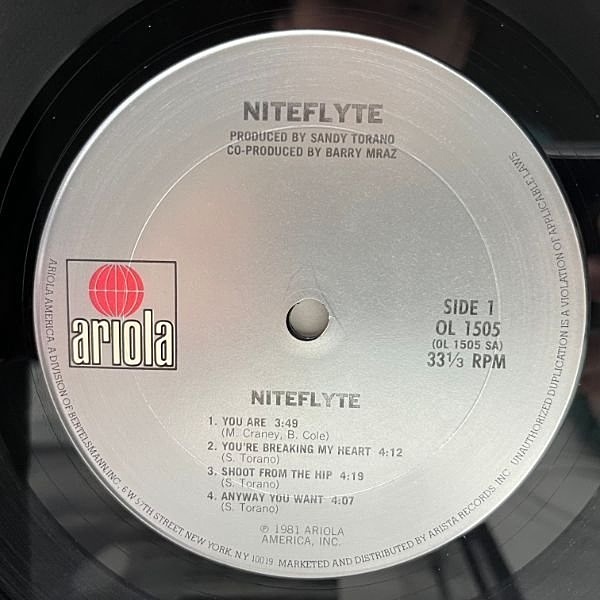 NITEFLYTE
PRODUCED BY SANDY TORANO
CO-PRODUCED BY BARRY MRAZ
ariola
SIDE 1
OL 1505
(OL 1505 SA)
33⅓ RPM
NITEFLYTE
1. YOU ARE 3:49
(M. Craney, B. Cole)
2. YOU'RE BREAKING MY HEART 4:12
(S. Torano)
3. SHOOT FROM THE HIP 4:19
(S. Torano)
4. ANYWAY YOU WANT 4:07
(S. Torano)
℗ 1981 ARIOLA
AMERICA, INC.
ARIOLA AMERICA, A DIVISION OF BERTELSMANN, INC. 6 W 57TH STREET, NEW YORK, N.Y. 10019. MARKETED AND DISTRIBUTED BY ARISTA RECORDS, INC. UNAUTHORIZED DUPLICATION IS A VIOLATION OF APPLICABLE LAWS